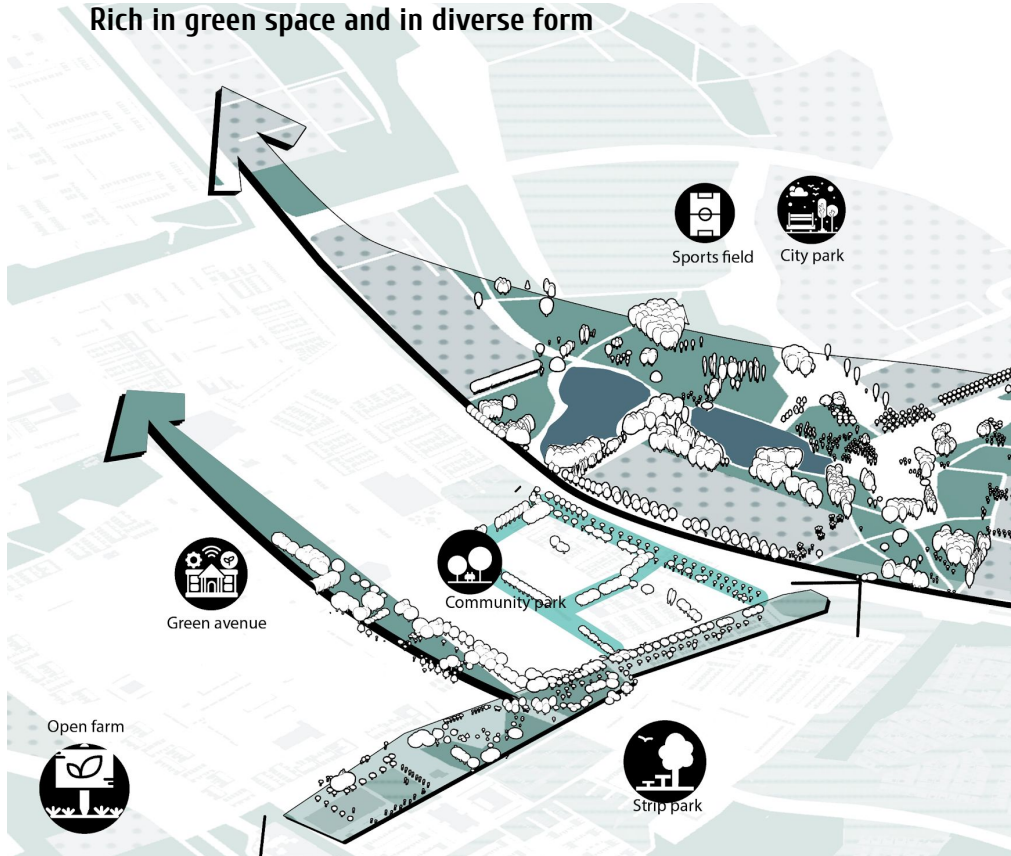 Rich in green space and in diverse form
Sports field
City park
Community park
Green avenue
Open farm
Strip park